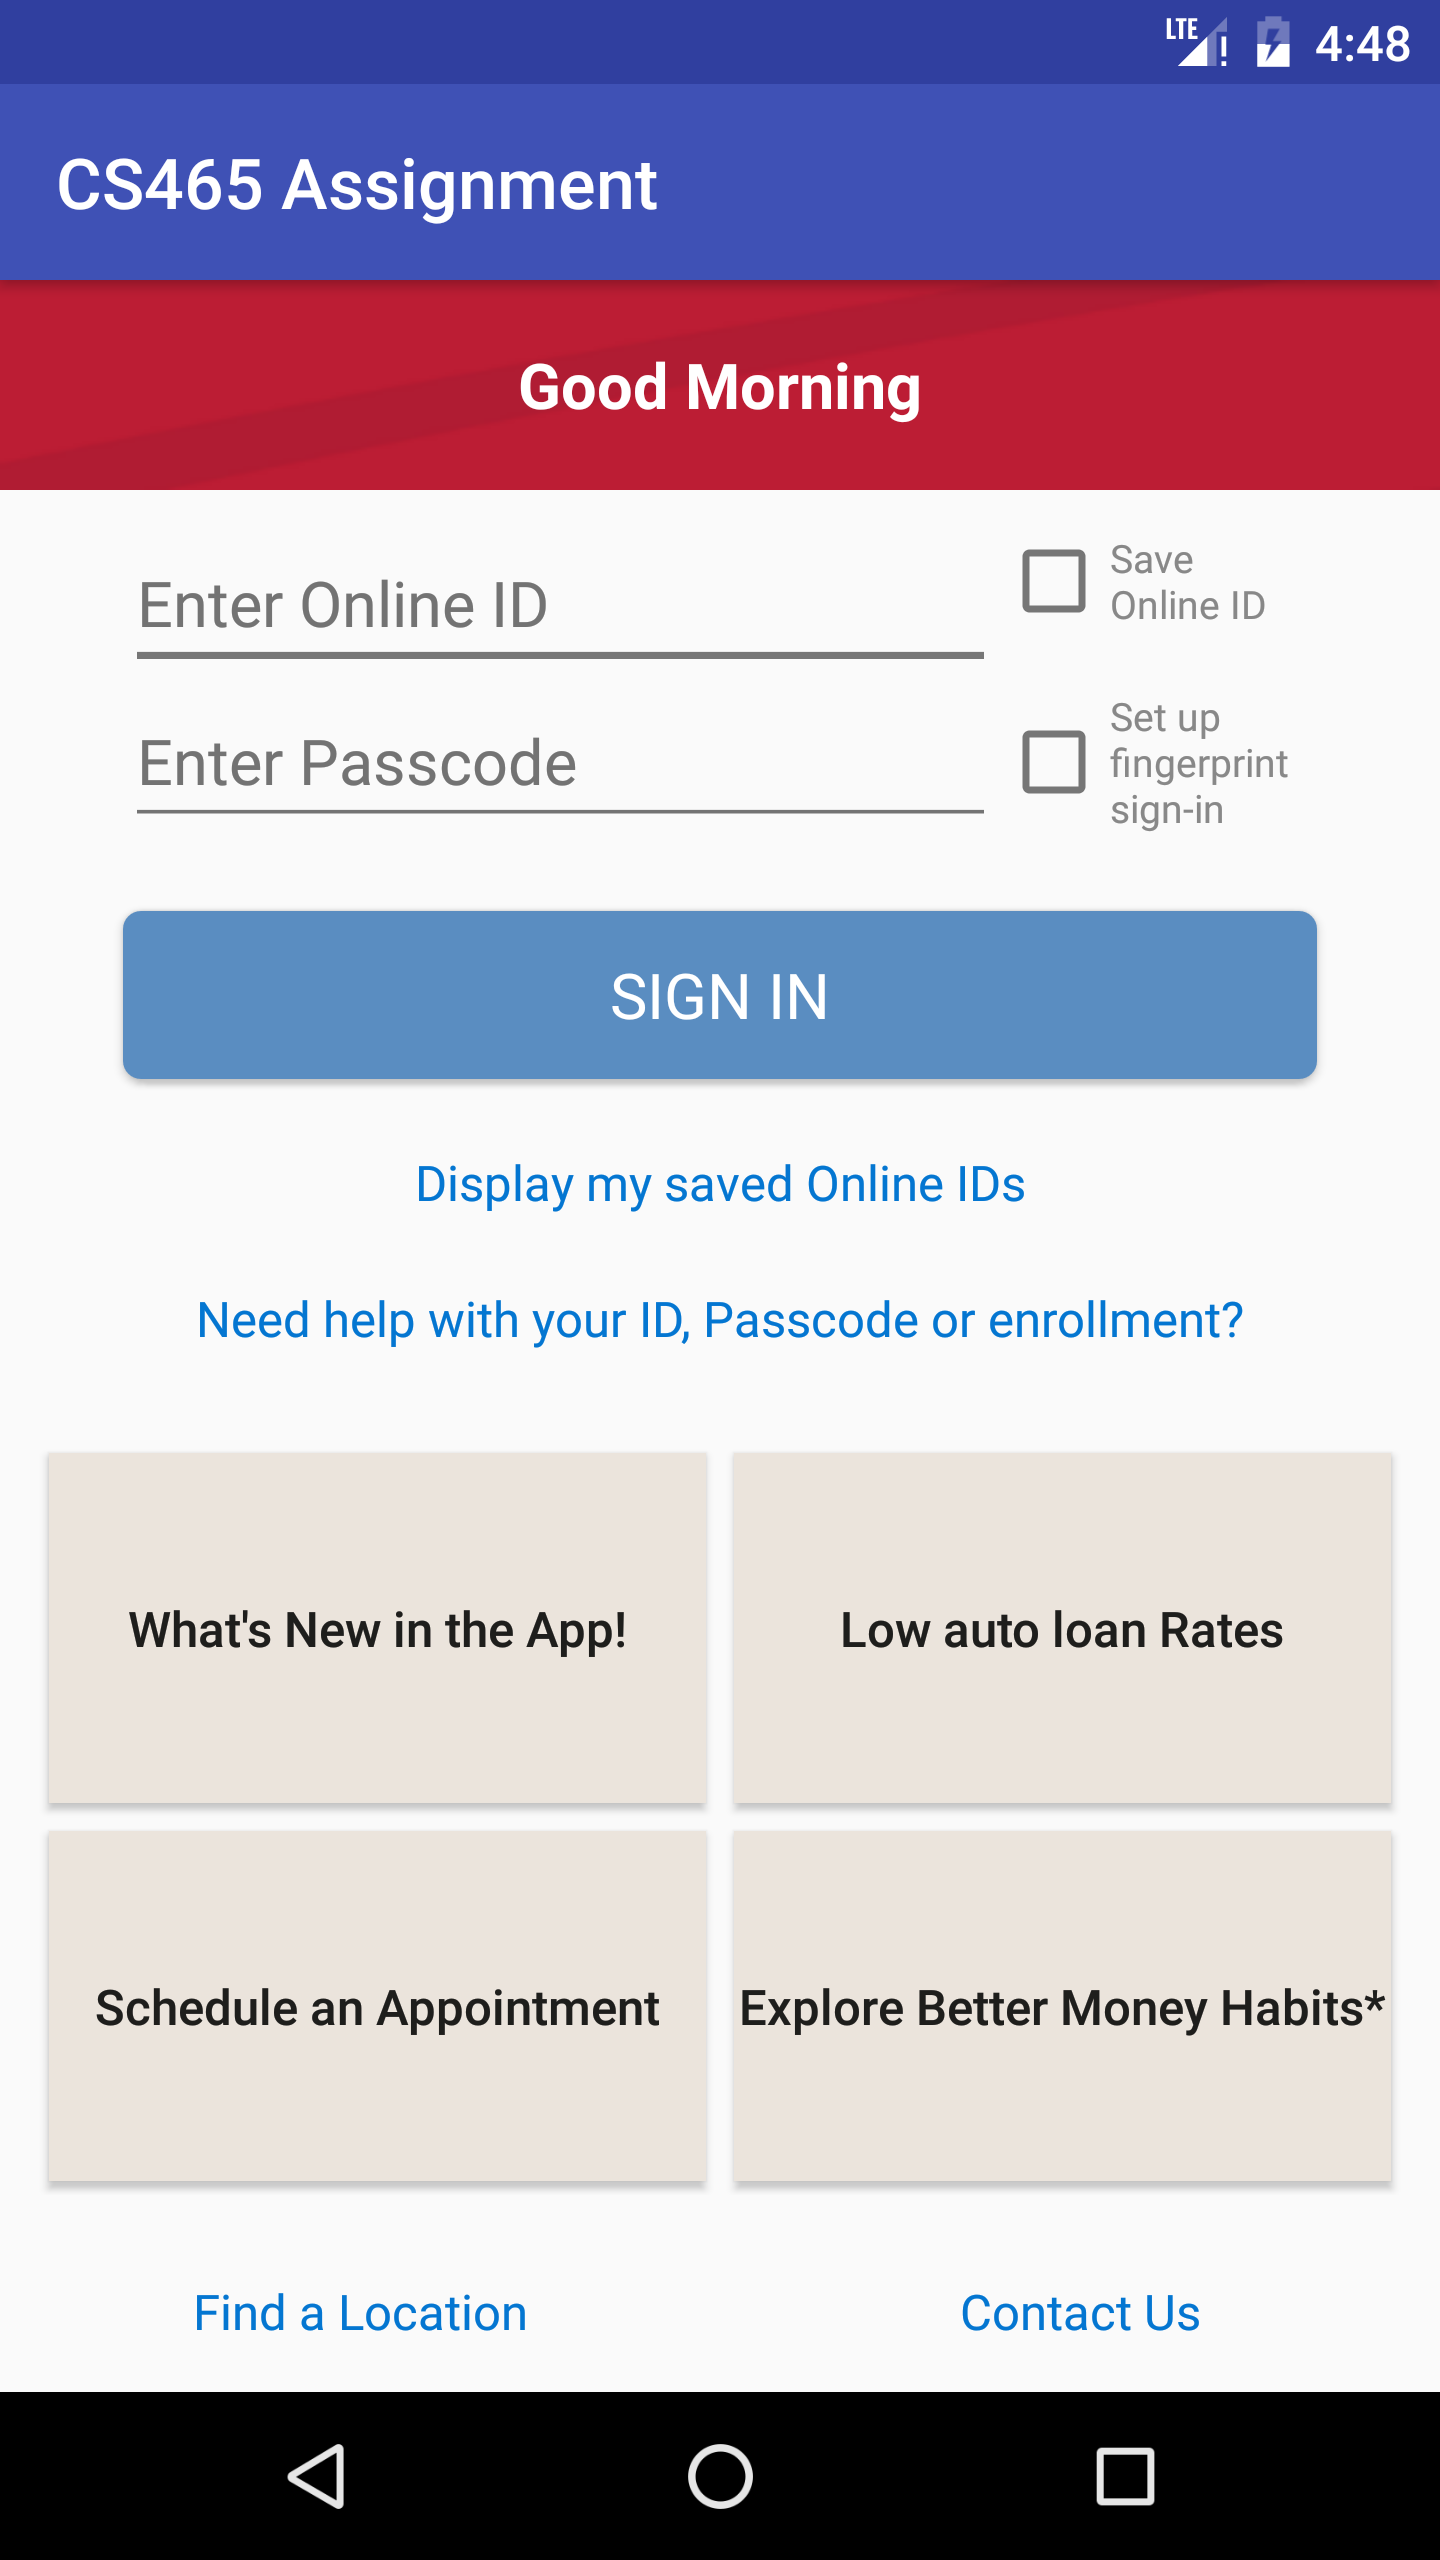 LTE 4:48
CS465 Assignment
Good Morning
Enter Online ID
Save
Online ID
Enter Passcode
Set up
fingerprint
sign-in
SIGN IN
Display my saved Online IDs
Need help with your ID, Passcode or enrollment?
What's New in the App!
Low auto loan Rates
Schedule an Appointment
Explore Better Money Habits*
Find a Location
Contact Us